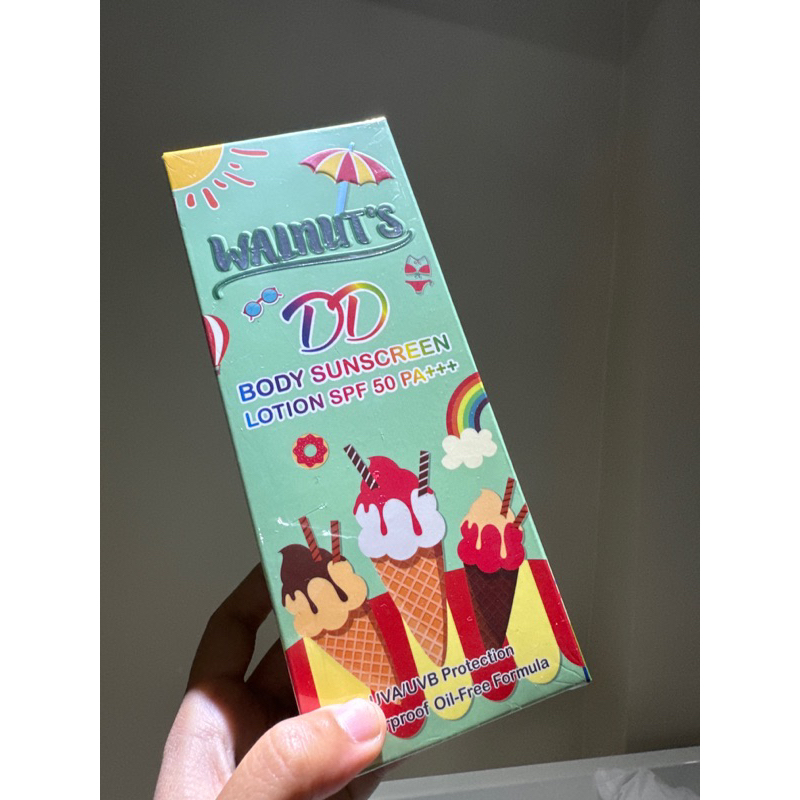 WALNUT'S
DD
BODY SUNSCREEN
LOTION SPF 50 PA+++
UVA/UVB Protection
Oil-Free Formula